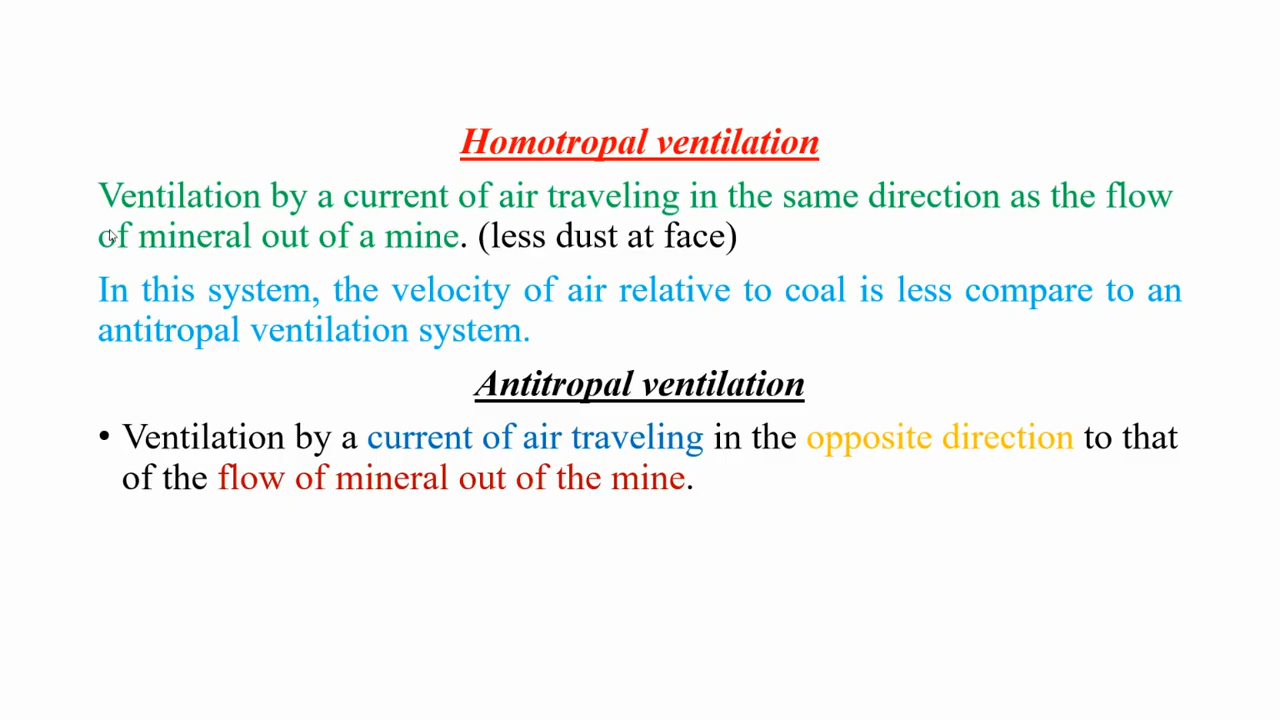 Homotropal ventilation
Ventilation by a current of air traveling in the same direction as the flow
of mineral out of a mine. (less dust at face)
In this system, the velocity of air relative to coal is less compare to an
antitropal ventilation system.
Antitropal ventilation
• Ventilation by a current of air traveling in the opposite direction to that
of the flow of mineral out of the mine.